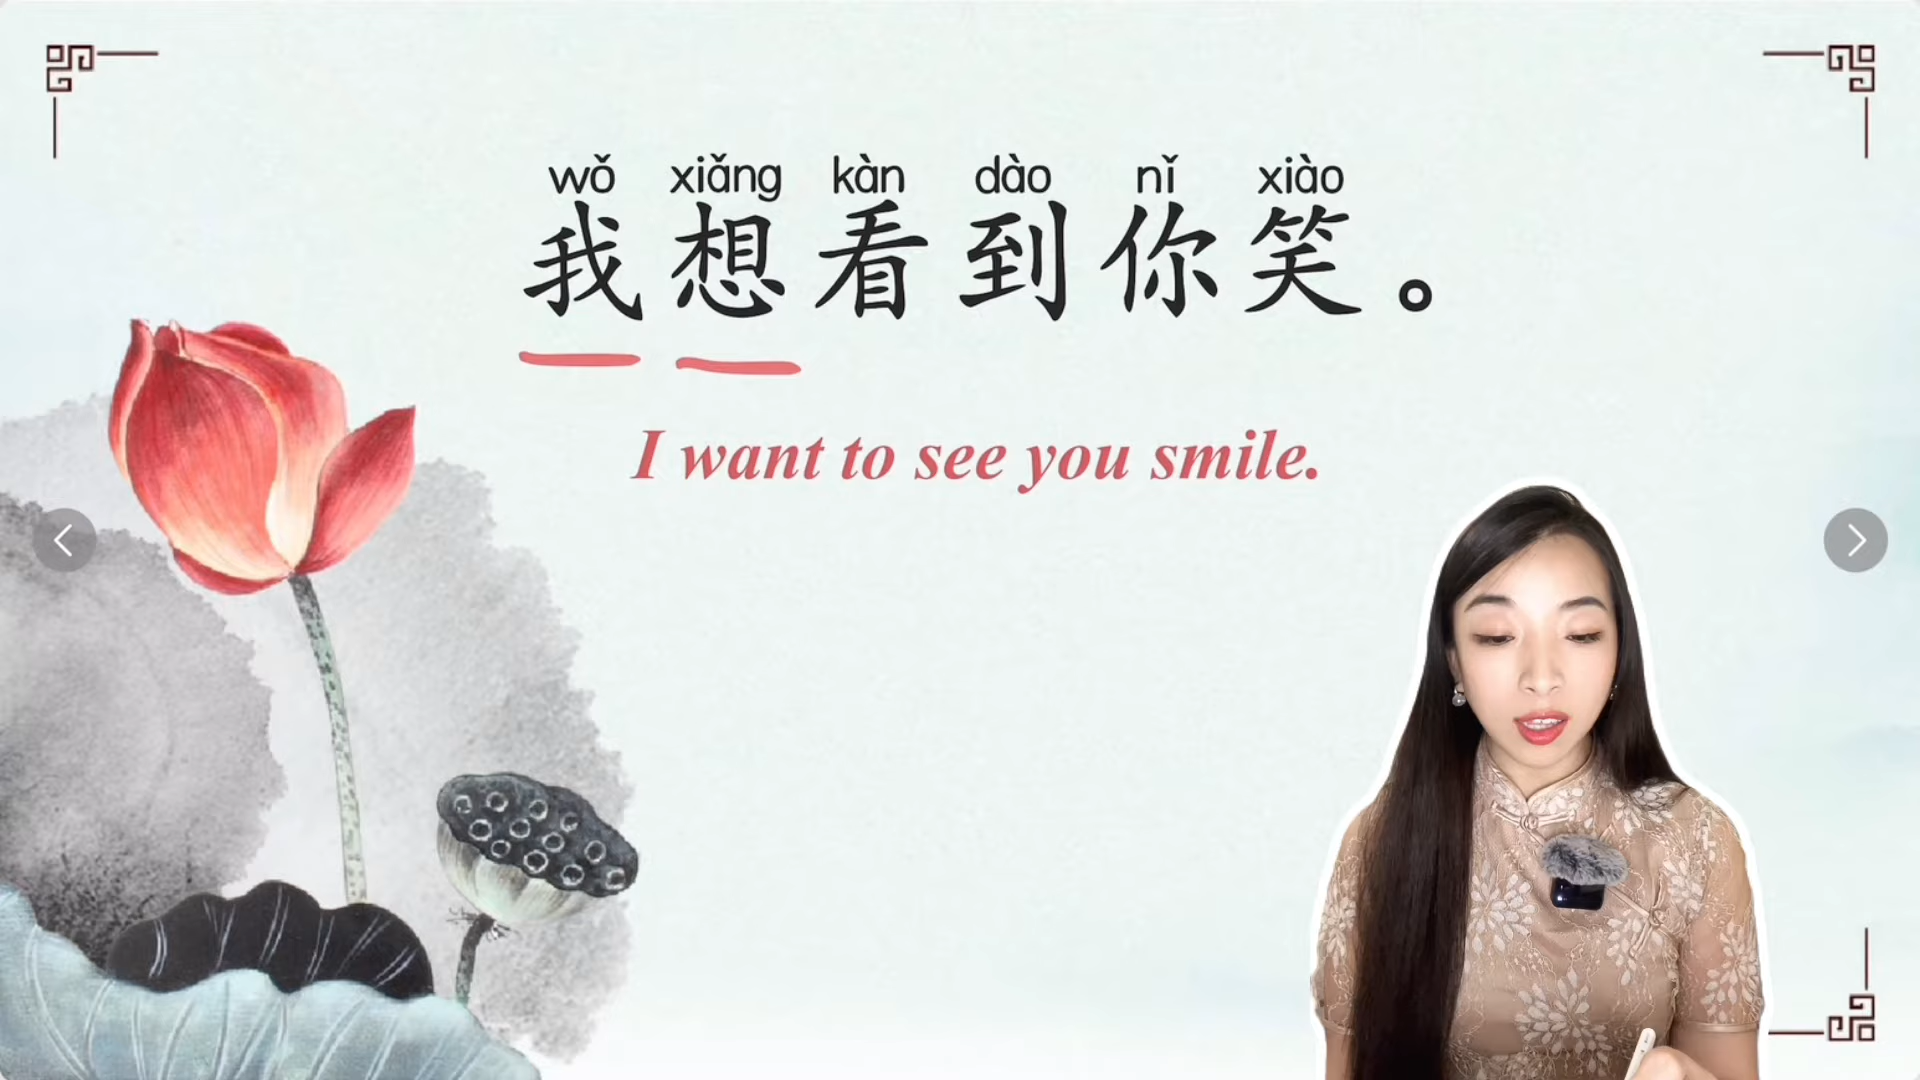 wǒ xiǎng kàn dào nǐ xiào
我想看到你笑。
I want to see you smile.